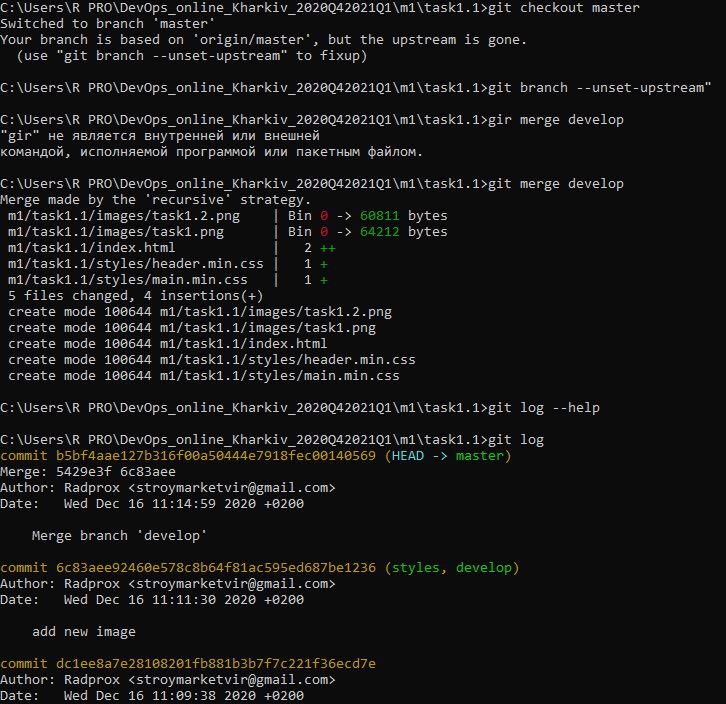 C:\Users\R PRO\DevOps_online_Kharkiv_2020Q42021Q1\m1\task1.1>git checkout master
Switched to branch 'master'
Your branch is based on 'origin/master', but the upstream is gone.
  (use "git branch --unset-upstream" to fixup)

C:\Users\R PRO\DevOps_online_Kharkiv_2020Q42021Q1\m1\task1.1>git branch --unset-upstream"

C:\Users\R PRO\DevOps_online_Kharkiv_2020Q42021Q1\m1\task1.1>gir merge develop
"gir" не является внутренней или внешней
командой, исполняемой программой или пакетным файлом.

C:\Users\R PRO\DevOps_online_Kharkiv_2020Q42021Q1\m1\task1.1>git merge develop
Merge made by the 'recursive' strategy.
 m1/task1.1/images/task1.2.png    | Bin 0 -> 60811 bytes
 m1/task1.1/images/task1.png      | Bin 0 -> 64212 bytes
 m1/task1.1/index.html            |   2 ++
 m1/task1.1/styles/header.min.css |   1 +
 m1/task1.1/styles/main.min.css   |   1 +
 5 files changed, 4 insertions(+)
 create mode 100644 m1/task1.1/images/task1.2.png
 create mode 100644 m1/task1.1/images/task1.png
 create mode 100644 m1/task1.1/index.html
 create mode 100644 m1/task1.1/styles/header.min.css
 create mode 100644 m1/task1.1/styles/main.min.css

C:\Users\R PRO\DevOps_online_Kharkiv_2020Q42021Q1\m1\task1.1>git log --help

C:\Users\R PRO\DevOps_online_Kharkiv_2020Q42021Q1\m1\task1.1>git log
commit b5bf4aae127b316f00a50444e7918fec00140569 (HEAD -> master)
Merge: 5429e3f 6c83aee
Author: Radprox <stroymarketvir@gmail.com>
Date:   Wed Dec 16 11:14:59 2020 +0200

    Merge branch 'develop'

commit 6c83aee92460e578c8b64f81ac595ed687be1236 (styles, develop)
Author: Radprox <stroymarketvir@gmail.com>
Date:   Wed Dec 16 11:11:30 2020 +0200

    add new image

commit dc1ee8a7e28108201fb881b3b7f7c221f36ecd7e
Author: Radprox <stroymarketvir@gmail.com>
Date:   Wed Dec 16 11:09:38 2020 +0200